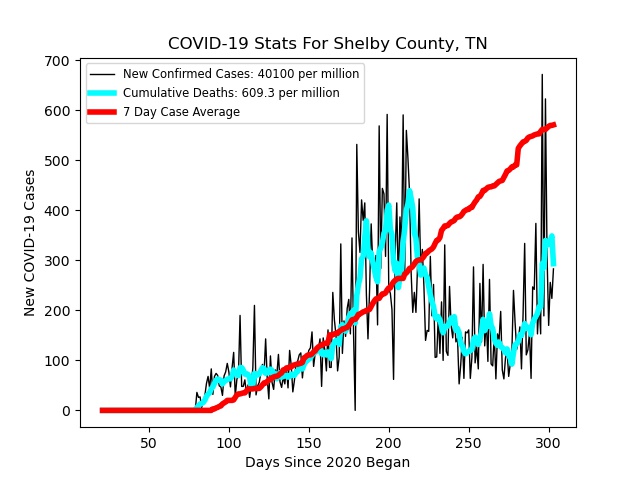 COVID-19 Stats For Shelby County, TN
New Confirmed Cases: 40100 per million
Cumulative Deaths: 609.3 per million
7 Day Case Average
700
600
500
400
300
200
100
0
New COVID-19 Cases
50 100 150 200 250 300
Days Since 2020 Began